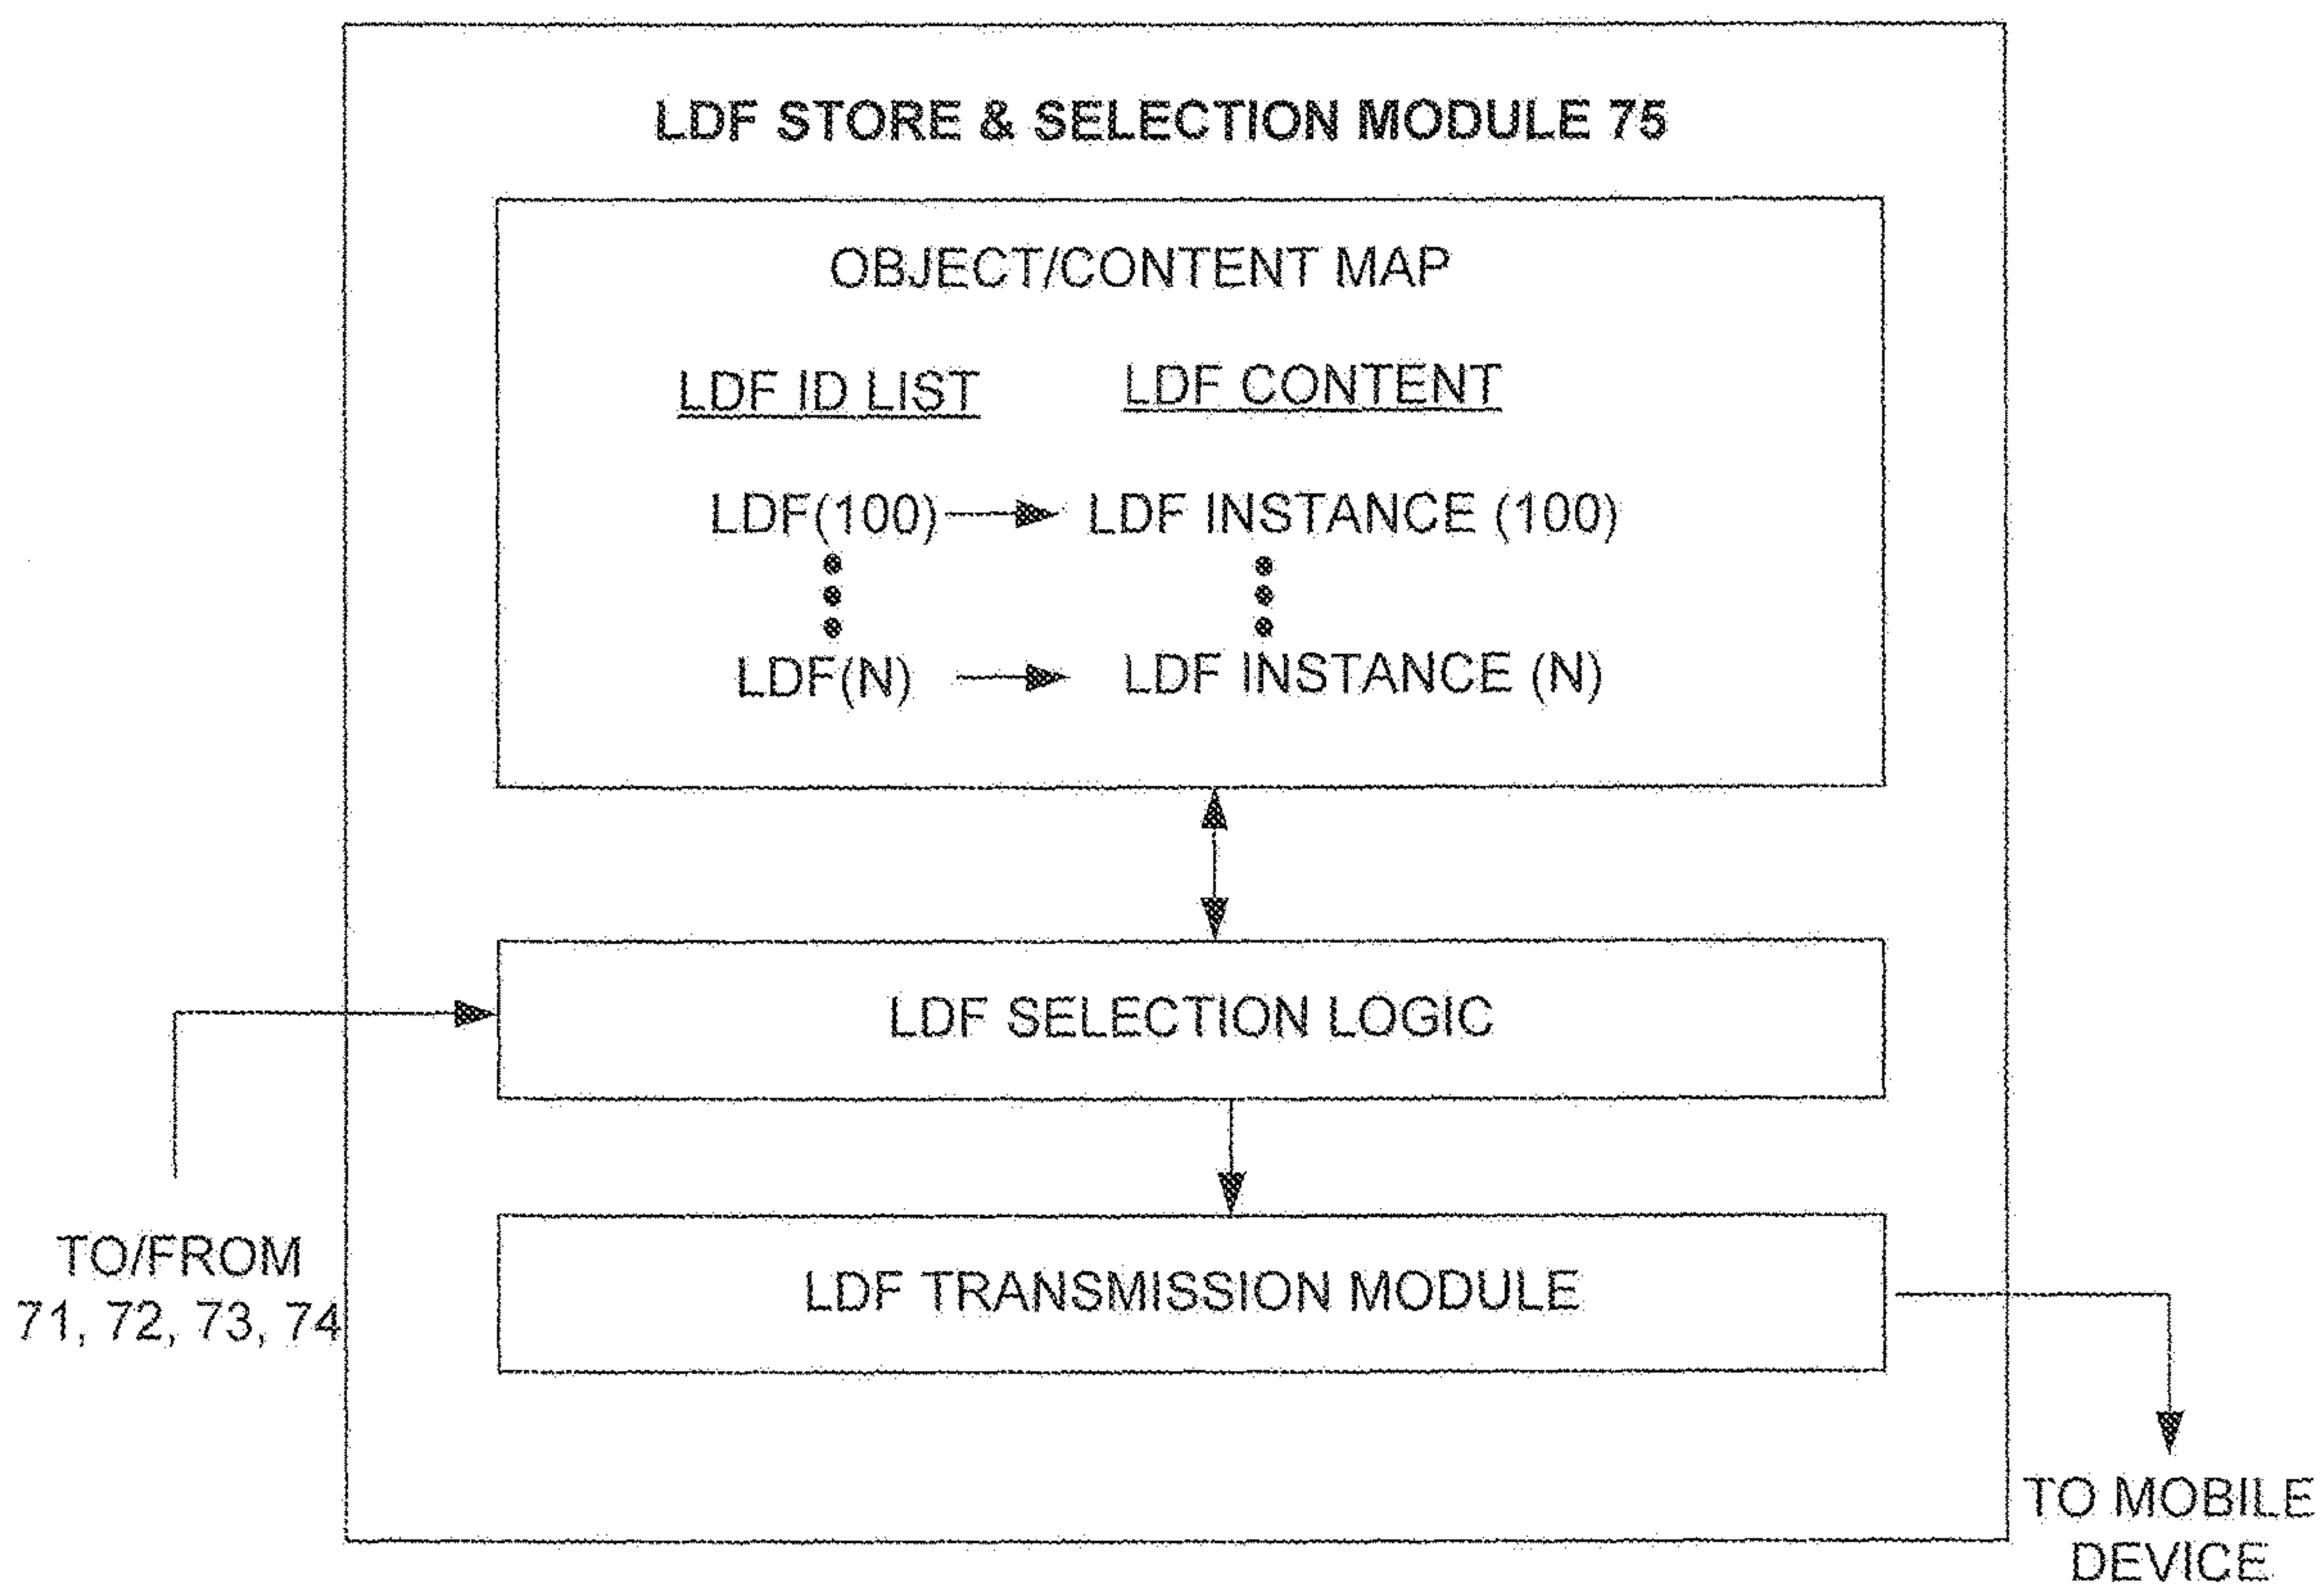 LDF STORE & SELECTION MODULE 75
OBJECT/CONTENT MAP
LDF ID LIST LDF CONTENT
LDF(100) LDF INSTANCE (100)
LDF(N) LDF INSTANCE (N)
LDF SELECTION LOGIC
TO/FROM
71, 72, 73, 74
LDF TRANSMISSION MODULE
TO MOBILE
DEVICE